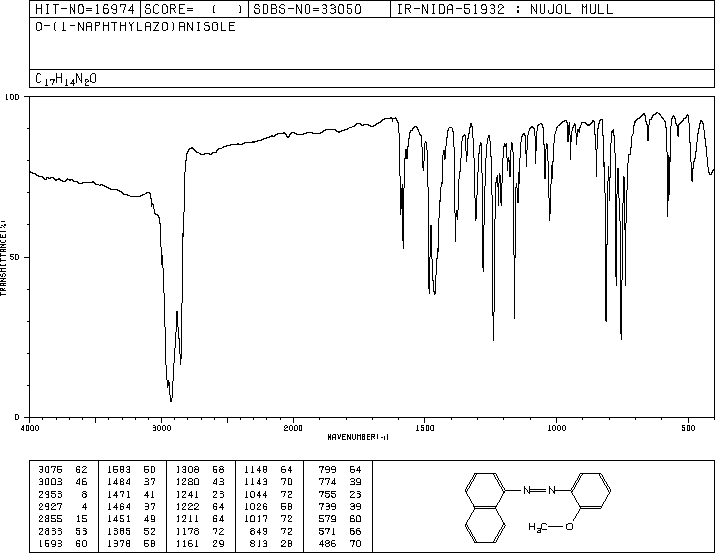 HIT-NO=16974 SCORE= ( ) SDBS-NO=33050 IR-NIDA-51932 : NUJOL MULL
O-(1-NAPHTHYLAZO)ANISOLE
C17H14N2O
100
50
0
TRANSMITTANCE(%)
4000 3000 2000 1500 1000 500
WAVENUMBER(-1)
3075 62 1583 50 1308 58 1148 64 799 64
3003 46 1484 37 1280 43 1143 70 774 39
2953 8 1471 41 1241 23 1044 72 755 23
2927 4 1464 37 1222 64 1026 58 739 39
2855 15 1451 49 1211 64 1017 72 579 60
2833 53 1385 52 1178 72 849 72 571 66
1593 60 1378 58 1161 29 813 28 486 70
N=N
H3C-O